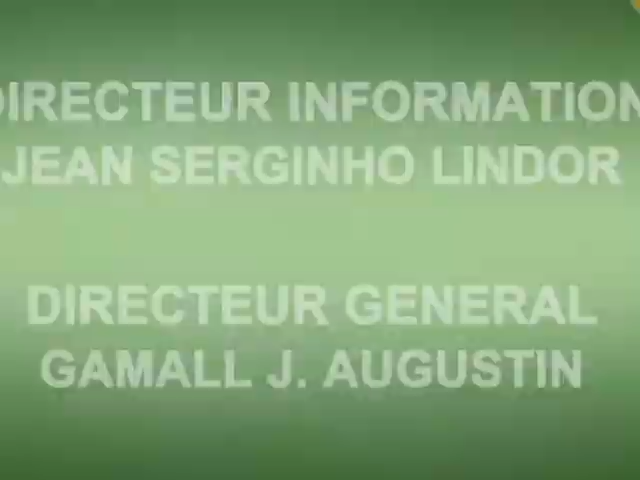 DIRECTEUR INFORMATION
JEAN SERGINHO LINDOR
DIRECTEUR GENERAL
GAMALL J. AUGUSTIN